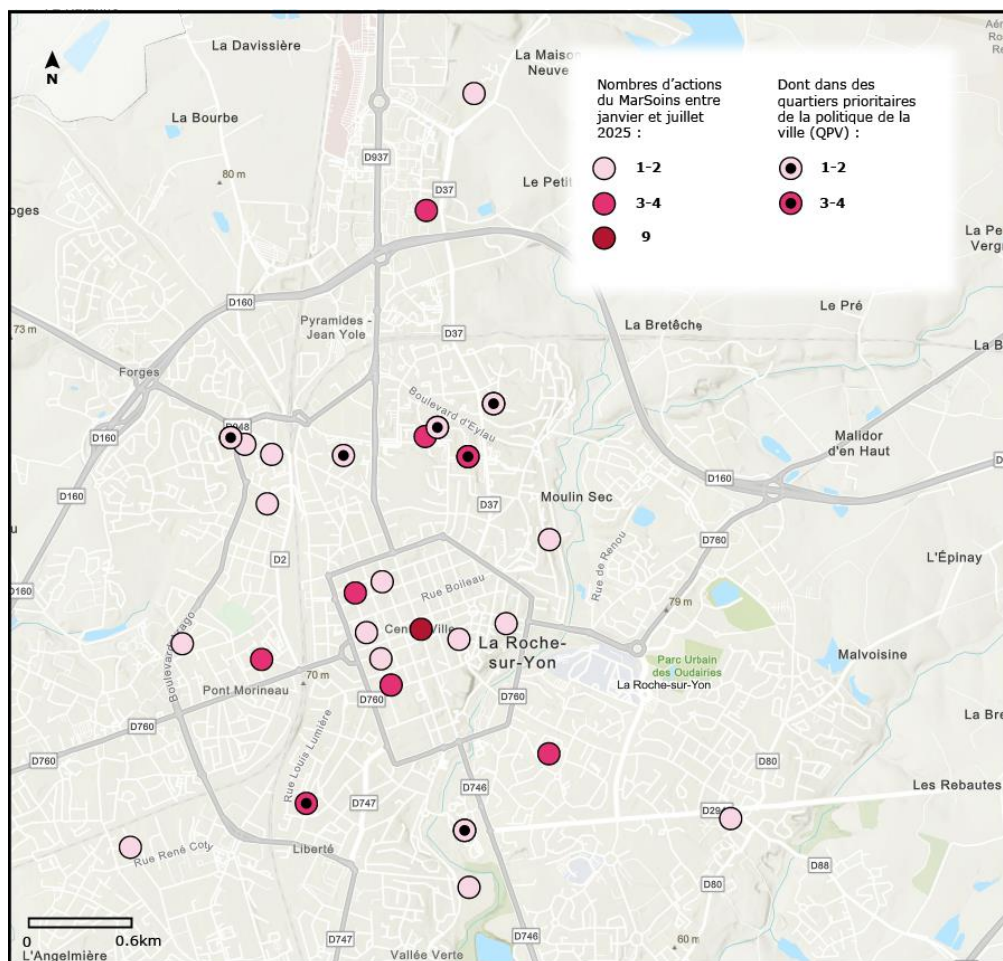 La Davissière
La Maison
Neuve
N
La Bourbe
D937
80 m
Le Petit
D37
oges
Nombres d'actions
du MarSoins entre
janvier et juillet
2025 :
1-2
3-4
9
Dont dans des
quartiers prioritaires
de la politique de la
ville (QPV) :
1-2
3-4
La Pe
Verg
D160
Le Pré
Pyramides -
Jean Yole
D37
La Bretêche
73 m
La B
Forges
Boulevard d'Eylau
D948
D160
Malidor
d'en Haut
D160
D160
Moulin Sec
D37
D760
D2
Rue de Renou
L'Épinay
D160
Rue Boileau
79 m
Boulevard Arago
La Roche-
sur-Yon
Parc Urbain
des Oudairies
Malvoisine
La Roche-sur-Yon
Pont Morineau
70 m
D760
D760
D760
D760
La Bre
Rue Louis Lumière
D80
D746
Les Rebautes
D747
Rue René Coty
Liberté
D88
D80
0
0.6km
D747
D746
60 m
L'Angelmière
Vallée Verte